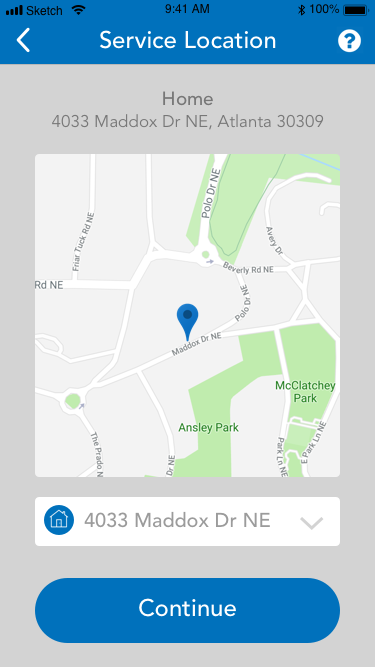 Sketch 9:41 AM 100%
Service Location ?
Home
4033 Maddox Dr NE, Atlanta 30309
Polo Dr NE
Friar Tuck Rd NE
Avery Dr
Beverly Rd NE
Rd NE
Polo Dr NE
Maddox Dr NE
McClatchey
Park
Ansley Park
The Prado N
Dr NE
Park Ln NE
E Park Ln NE
4033 Maddox Dr NE
Continue